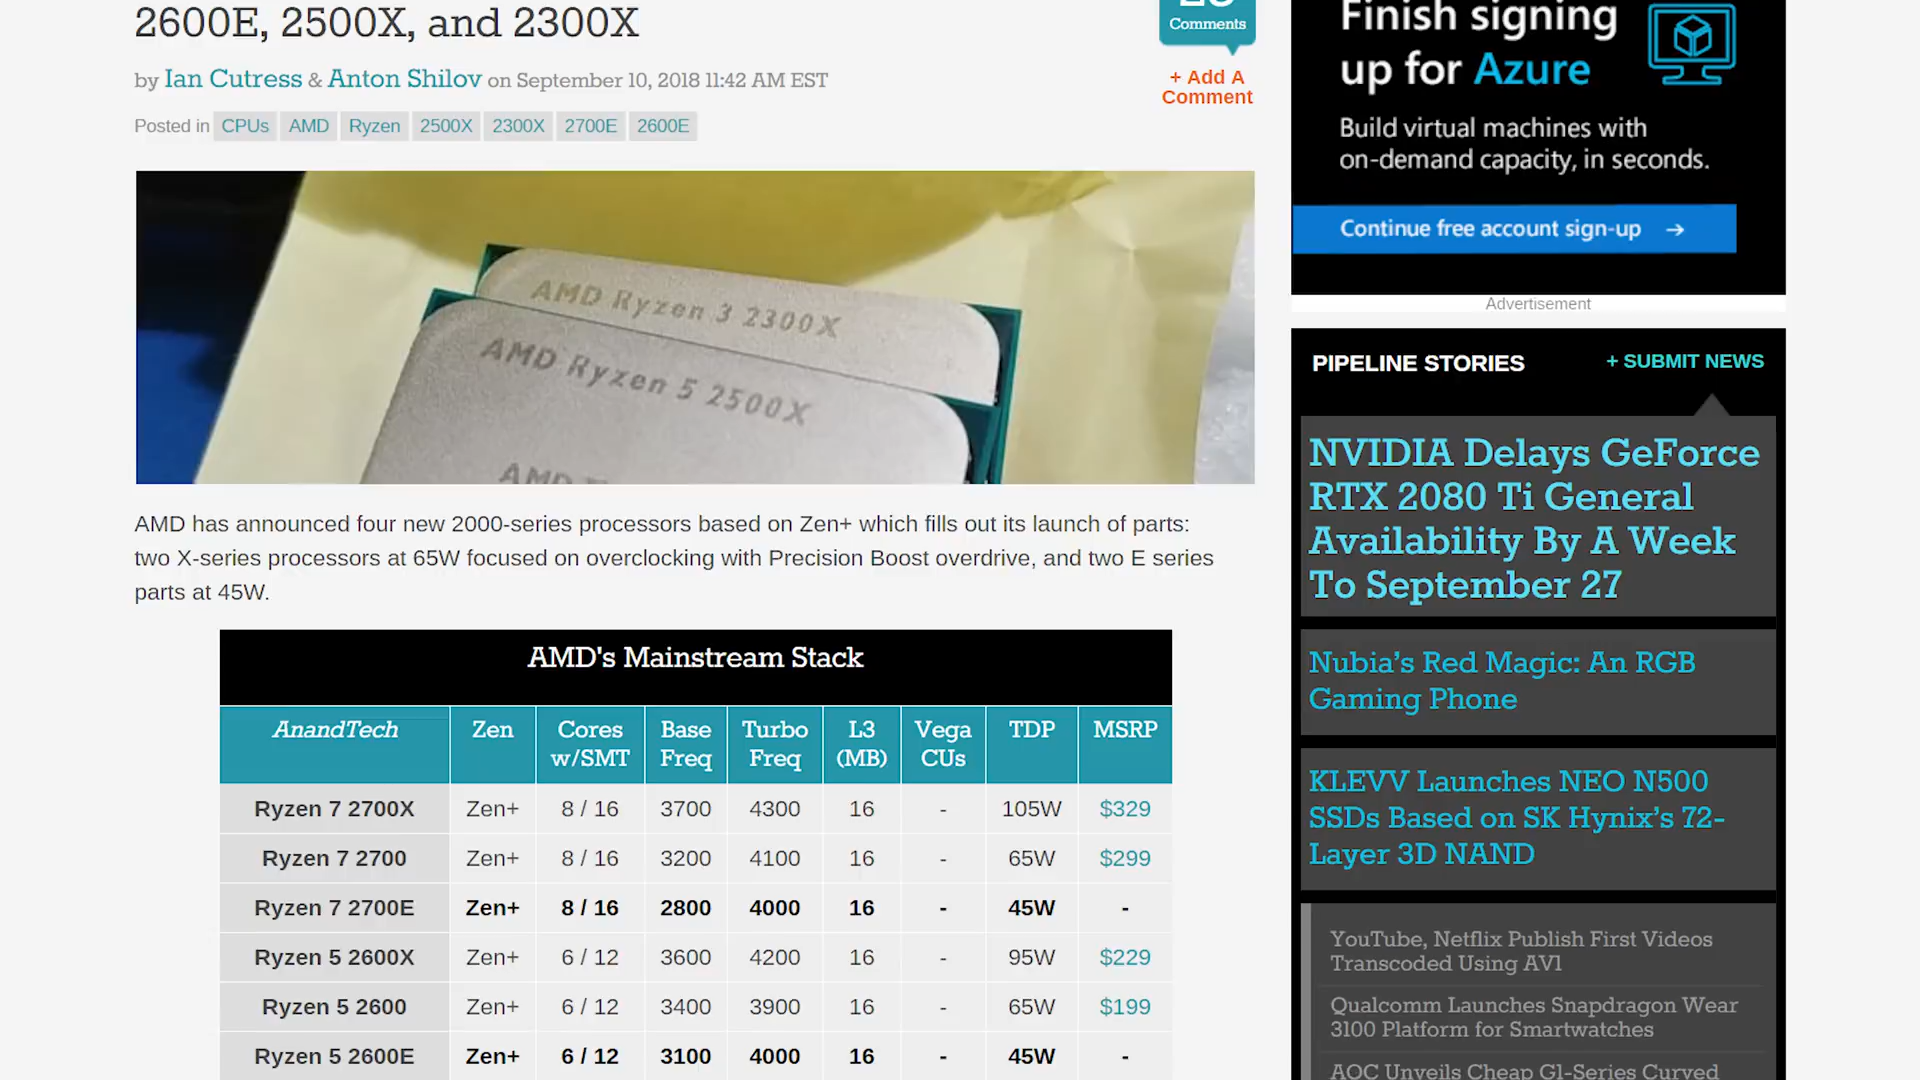 2600E, 2500X, and 2300X
by Ian Cutress & Anton Shilov on September 10, 2018 11:42 AM EST
Comments
+ Add A
Comment
Posted in CPUs AMD Ryzen 2500X 2300X 2700E 2600E
AMD Ryzen 3 2300X
AMD Ryzen 5 2500X
AMD
AMD has announced four new 2000-series processors based on Zen+ which fills out its launch of parts:
two X-series processors at 65W focused on overclocking with Precision Boost overdrive, and two E series
parts at 45W.
AMD's Mainstream Stack
AnandTech Zen Cores w/SMT Base Freq Turbo Freq L3 (MB) Vega CUs TDP MSRP
Ryzen 7 2700X Zen+ 8 / 16 3700 4300 16 - 105W $329
Ryzen 7 2700 Zen+ 8 / 16 3200 4100 16 - 65W $299
Ryzen 7 2700E Zen+ 8 / 16 2800 4000 16 - 45W -
Ryzen 5 2600X Zen+ 6 / 12 3600 4200 16 - 95W $229
Ryzen 5 2600 Zen+ 6 / 12 3400 3900 16 - 65W $199
Ryzen 5 2600E Zen+ 6 / 12 3100 4000 16 - 45W -
Finish signing
up for Azure
Build virtual machines with
on-demand capacity, in seconds.
Continue free account sign-up →
Advertisement
PIPELINE STORIES + SUBMIT NEWS
NVIDIA Delays GeForce
RTX 2080 Ti General
Availability By A Week
To September 27
Nubia's Red Magic: An RGB
Gaming Phone
KLEVV Launches NEO N500
SSDs Based on SK Hynix's 72-
Layer 3D NAND
YouTube, Netflix Publish First Videos
Transcoded Using AV1
Qualcomm Launches Snapdragon Wear
3100 Platform for Smartwatches
AOC Unveils Cheap G1-Series Curved